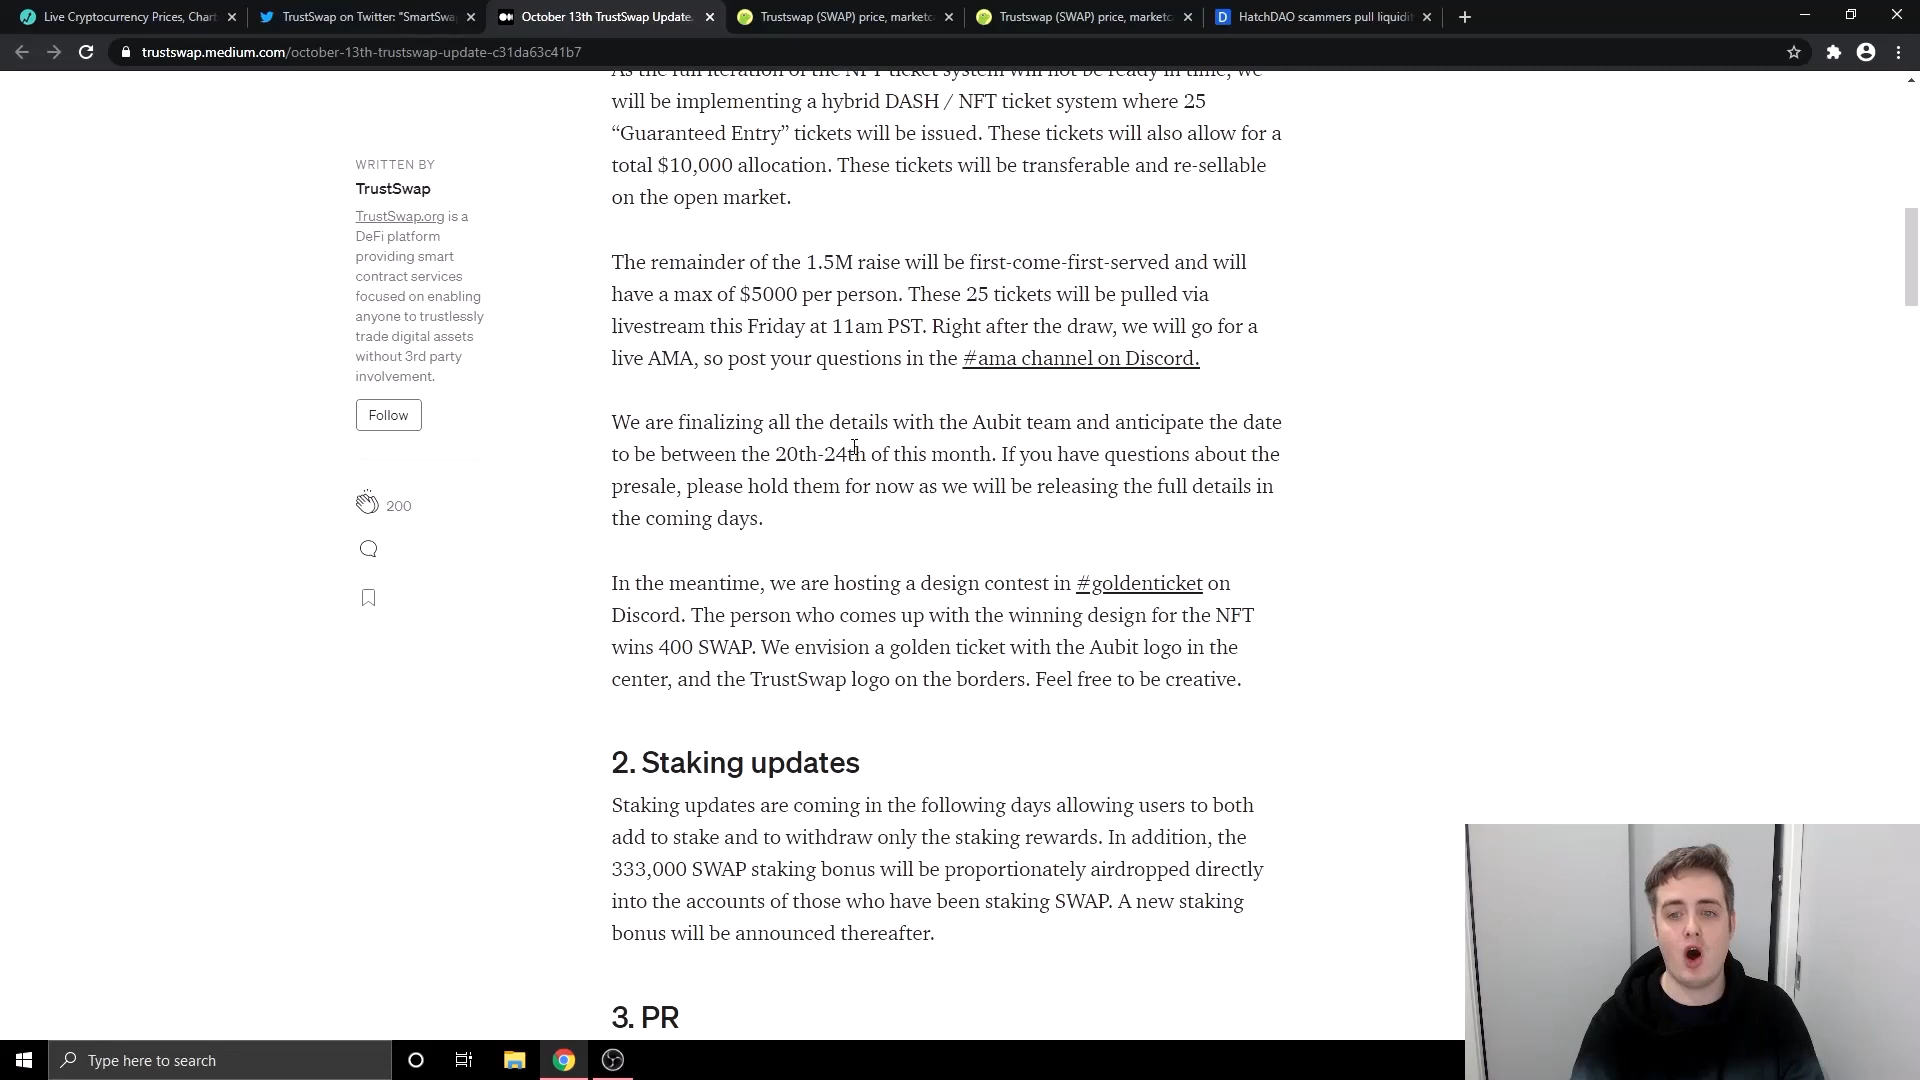 Live Cryptocurrency Prices, Chart
TrustSwap on Twitter: "SmartSwa
October 13th TrustSwap Update.
Trustswap (SWAP) price, marketc
Trustswap (SWAP) price, marketc
HatchDAO scammers pull liquidit
trustswap.medium.com/october-13th-trustswap-update-c31da63c41b7
As the full iteration of the NFT ticket system will not be ready in time, we
will be implementing a hybrid DASH / NFT ticket system where 25
“Guaranteed Entry” tickets will be issued. These tickets will also allow for a
total $10,000 allocation. These tickets will be transferable and re-sellable
on the open market.
WRITTEN BY
TrustSwap
TrustSwap.org is a
DeFi platform
providing smart
contract services
focused on enabling
anyone to trustlessly
trade digital assets
without 3rd party
involvement.
Follow
200
The remainder of the 1.5M raise will be first-come-first-served and will
have a max of $5000 per person. These 25 tickets will be pulled via
livestream this Friday at 11am PST. Right after the draw, we will go for a
live AMA, so post your questions in the #ama channel on Discord.
We are finalizing all the details with the Aubit team and anticipate the date
to be between the 20th-24th of this month. If you have questions about the
presale, please hold them for now as we will be releasing the full details in
the coming days.
In the meantime, we are hosting a design contest in #goldenticket on
Discord. The person who comes up with the winning design for the NFT
wins 400 SWAP. We envision a golden ticket with the Aubit logo in the
center, and the TrustSwap logo on the borders. Feel free to be creative.
2. Staking updates
Staking updates are coming in the following days allowing users to both
add to stake and to withdraw only the staking rewards. In addition, the
333,000 SWAP staking bonus will be proportionately airdropped directly
into the accounts of those who have been staking SWAP. A new staking
bonus will be announced thereafter.
3. PR
Type here to search